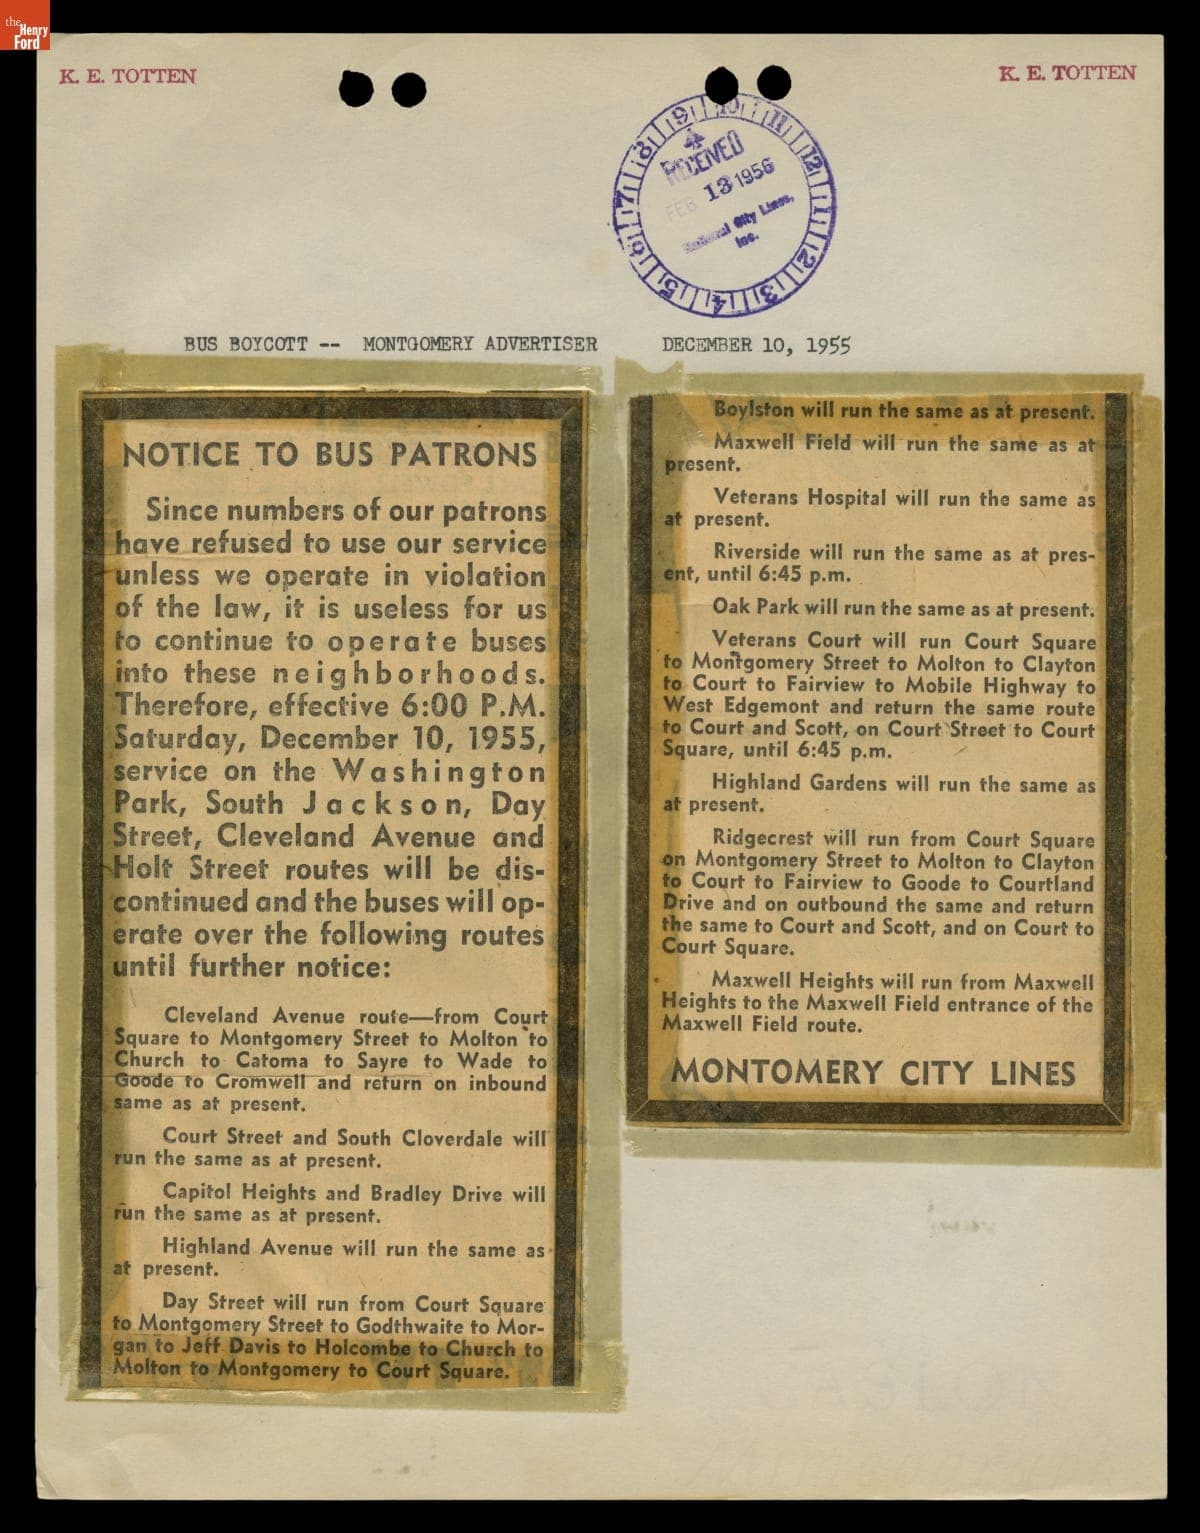 the
Henry
Ford
K. E. TOTTEN
K. E. TOTTEN
9 10 11 12 1 2 3 4 5 6 7 8
RECEIVED
FEB 13 1956
National City Lines,
Inc.
BUS BOYCOTT -- MONTGOMERY ADVERTISER DECEMBER 10, 1955
NOTICE TO BUS PATRONS
Since numbers of our patrons
have refused to use our service
unless we operate in violation
of the law, it is useless for us
to continue to operate buses
into these neighborhoods.
Therefore, effective 6:00 P.M.
Saturday, December 10, 1955,
service on the Washington
Park, South Jackson, Day
Street, Cleveland Avenue and
Holt Street routes will be dis-
continued and the buses will op-
erate over the following routes
until further notice:
Cleveland Avenue route—from Court
Square to Montgomery Street to Molton to
Church to Catoma to Sayre to Wade to
Goode to Cromwell and return on inbound
same as at present.
Court Street and South Cloverdale will
run the same as at present.
Capitol Heights and Bradley Drive will
run the same as at present.
Highland Avenue will run the same as
at present.
Day Street will run from Court Square
to Montgomery Street to Godthwaite to Mor-
gan to Jeff Davis to Holcombe to Church to
Molton to Montgomery to Court Square.
Boylston will run the same as at present.
Maxwell Field will run the same as at
present.
Veterans Hospital will run the same as
at present.
Riverside will run the same as at pres-
ent, until 6:45 p.m.
Oak Park will run the same as at present.
Veterans Court will run Court Square
to Montgomery Street to Molton to Clayton
to Court to Fairview to Mobile Highway to
West Edgemont and return the same route
to Court and Scott, on Court Street to Court
Square, until 6:45 p.m.
Highland Gardens will run the same as
at present.
Ridgecrest will run from Court Square
on Montgomery Street to Molton to Clayton
to Court to Fairview to Goode to Courtland
Drive and on outbound the same and return
the same to Court and Scott, and on Court to
Court Square.
Maxwell Heights will run from Maxwell
Heights to the Maxwell Field entrance of the
Maxwell Field route.
MONTOMERY CITY LINES